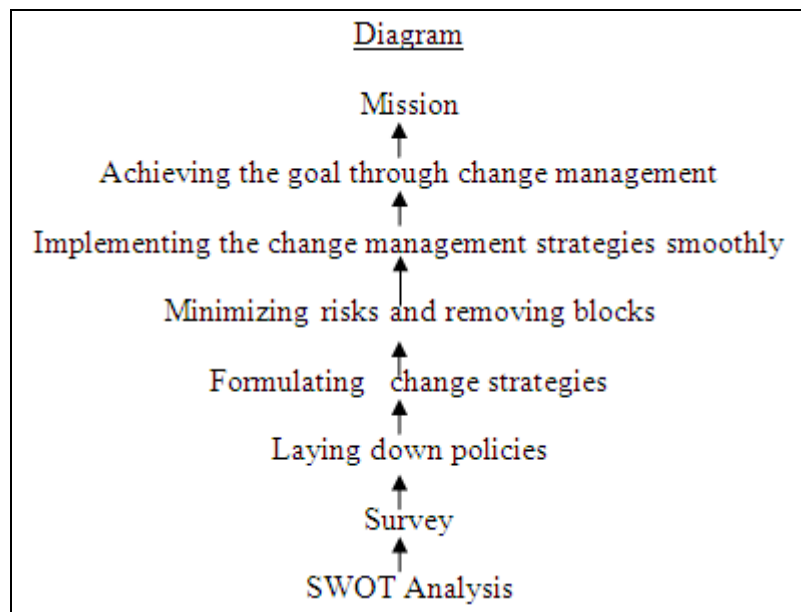 Diagram
Mission
Achieving the goal through change management
Implementing the change management strategies smoothly
Minimizing risks and removing blocks
Formulating change strategies
Laying down policies
Survey
SWOT Analysis